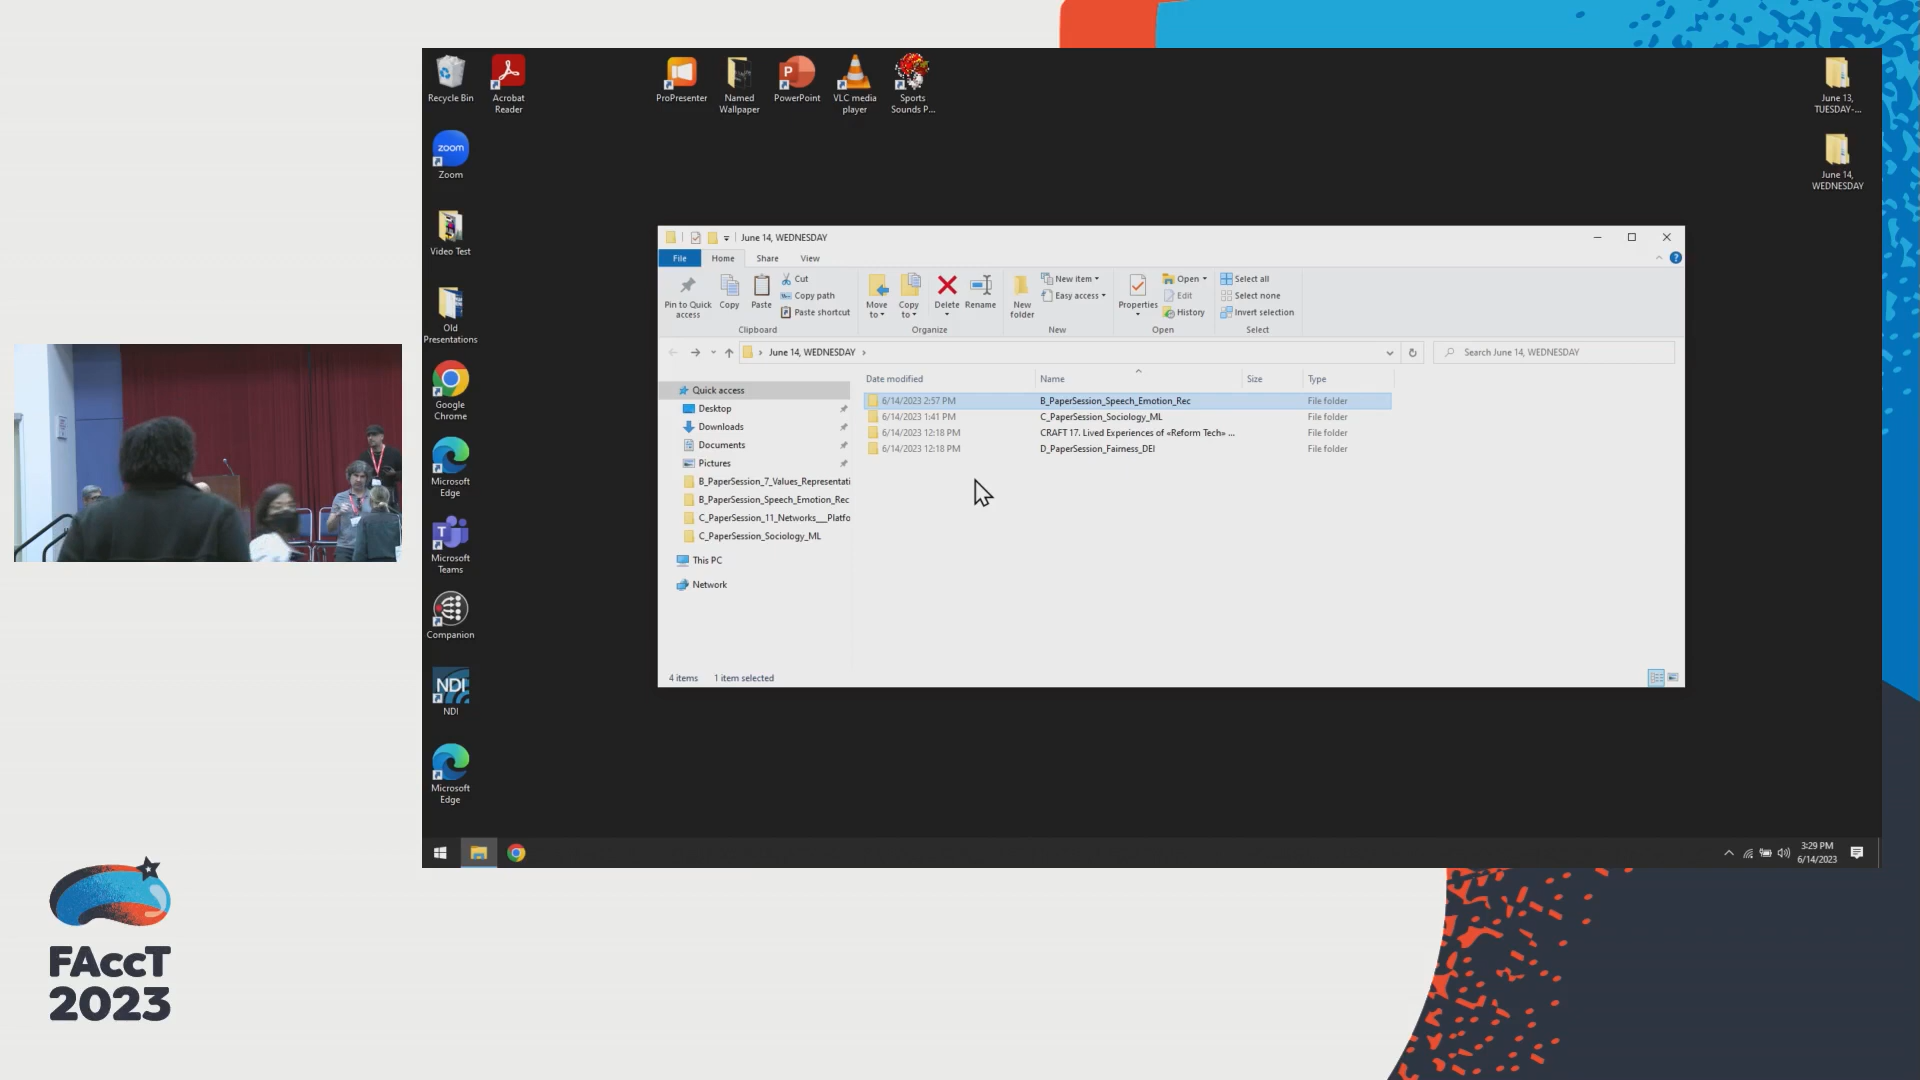 Recycle Bin
Acrobat
Reader
ProPresenter
Named
Wallpaper
PowerPoint
VLC media
player
Sports
Sounds P...
June 13,
TUESDAY-...
zoom
Zoom
June 14,
WEDNESDAY
Video Test
Old
Presentations
Google
Chrome
Microsoft
Edge
Microsoft
Teams
Companion
NDI
NDI
Microsoft
Edge
June 14, WEDNESDAY
File Home Share View
Pin to Quick
access
Copy
Paste
Cut
Copy path
Paste shortcut
Clipboard
Move
to
Copy
to
Delete
Rename
Organize
New
folder
New item
Easy access
New
Properties
Open
Edit
History
Open
Select all
Select none
Invert selection
Select
June 14, WEDNESDAY
Search June 14, WEDNESDAY
Quick access
Desktop
Downloads
Documents
Pictures
B_PaperSession_7_Values_Representati
B_PaperSession_Speech_Emotion_Rec
C_PaperSession_11_Networks__Platfo
C_PaperSession_Sociology_ML
This PC
Network
Date modified Name Size Type
6/14/2023 2:57 PM B_PaperSession_Speech_Emotion_Rec File folder
6/14/2023 1:41 PM C_PaperSession_Sociology_ML File folder
6/14/2023 12:18 PM CRAFT 17. Lived Experiences of «Reform Tech» ... File folder
6/14/2023 12:18 PM D_PaperSession_Fairness_DEI File folder
4 items 1 item selected
3:29 PM
6/14/2023
FAccT
2023